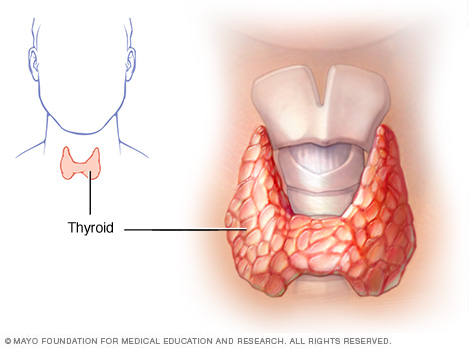 Thyroid
© MAYO FOUNDATION FOR MEDICAL EDUCATION AND RESEARCH. ALL RIGHTS RESERVED.